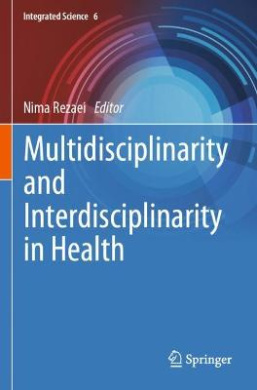 Integrated Science 6
Nima Rezaei Editor
Multidisciplinarity
and
Interdisciplinarity
in Health
Springer